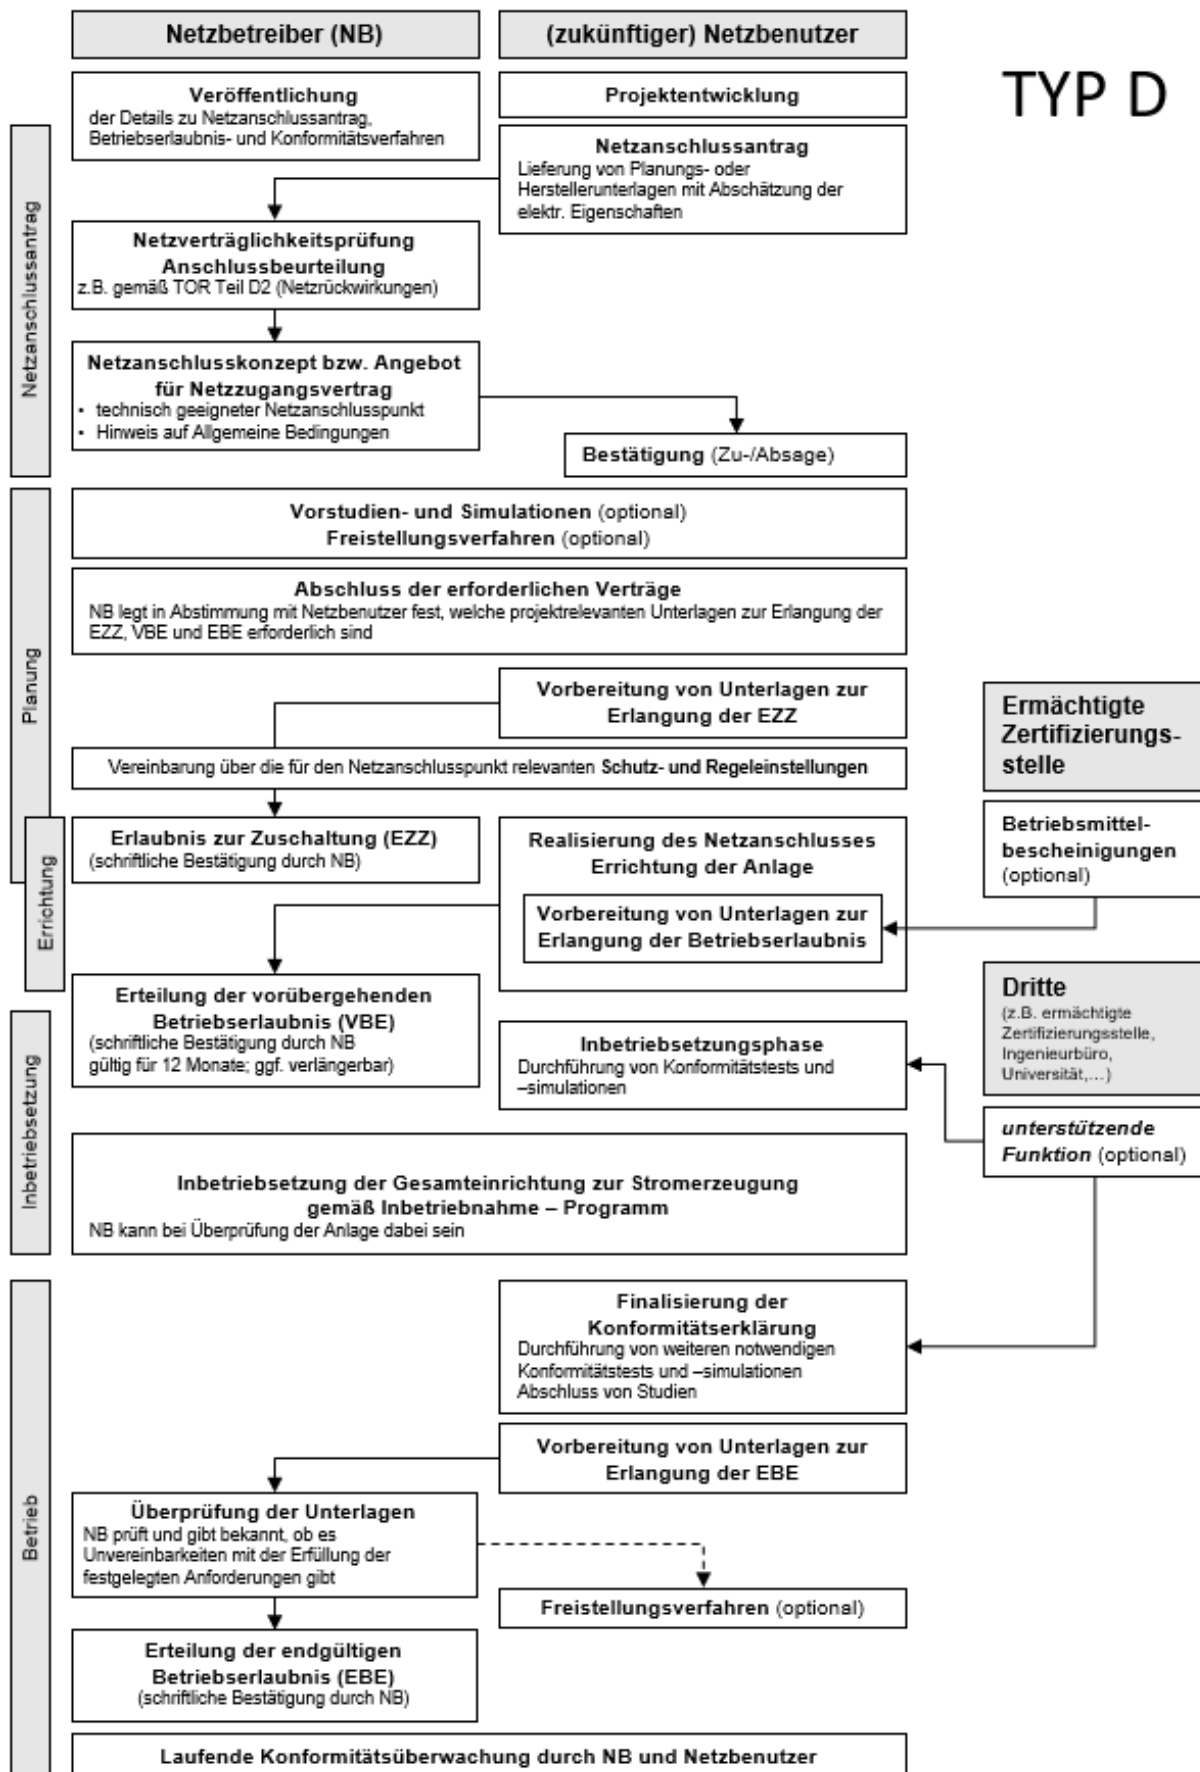 Netzbetreiber (NB)
(zukünftiger) Netzbenutzer
TYP D
Veröffentlichung
der Details zu Netzanschlussantrag,
Betriebserlaubnis- und Konformitätsverfahren
Projektentwicklung
Netzanschlussantrag
Netzanschlussantrag
Lieferung von Planungs- oder
Herstellerunterlagen mit Abschätzung der
elektr. Eigenschaften
Netzverträglichkeitsprüfung
Anschlussbeurteilung
z.B. gemäß TOR Teil D2 (Netzrückwirkungen)
Netzanschlusskonzept bzw. Angebot
für Netzzugangsvertrag
• technisch geeigneter Netzanschlusspunkt
• Hinweis auf Allgemeine Bedingungen
Bestätigung (Zu-/Absage)
Planung
Vorstudien- und Simulationen (optional)
Freistellungsverfahren (optional)
Abschluss der erforderlichen Verträge
NB legt in Abstimmung mit Netzbenutzer fest, welche projektrelevanten Unterlagen zur Erlangung der
EZZ, VBE und EBE erforderlich sind
Vorbereitung von Unterlagen zur
Erlangung der EZZ
Vereinbarung über die für den Netzanschlusspunkt relevanten Schutz- und Regeleinstellungen
Ermächtigte
Zertifizierungs-
stelle
Errichtung
Erlaubnis zur Zuschaltung (EZZ)
(schriftliche Bestätigung durch NB)
Realisierung des Netzanschlusses
Errichtung der Anlage
Vorbereitung von Unterlagen zur
Erlangung der Betriebserlaubnis
Betriebsmittel-
bescheinigungen
(optional)
Erteilung der vorübergehenden
Betriebserlaubnis (VBE)
(schriftliche Bestätigung durch NB
gültig für 12 Monate; ggf. verlängerbar)
Dritte
(z.B. ermächtigte
Zertifizierungsstelle,
Ingenieurbüro,
Universität,...)
Inbetriebsetzung
Inbetriebsetzungsphase
Durchführung von Konformitätstests und
–simulationen
unterstützende
Funktion (optional)
Inbetriebsetzung der Gesamteinrichtung zur Stromerzeugung
gemäß Inbetriebnahme – Programm
NB kann bei Überprüfung der Anlage dabei sein
Betrieb
Finalisierung der
Konformitätserklärung
Durchführung von weiteren notwendigen
Konformitätstests und –simulationen
Abschluss von Studien
Vorbereitung von Unterlagen zur
Erlangung der EBE
Überprüfung der Unterlagen
NB prüft und gibt bekannt, ob es
Unvereinbarkeiten mit der Erfüllung der
festgelegten Anforderungen gibt
Freistellungsverfahren (optional)
Erteilung der endgültigen
Betriebserlaubnis (EBE)
(schriftliche Bestätigung durch NB)
Laufende Konformitätsüberwachung durch NB und Netzbenutzer